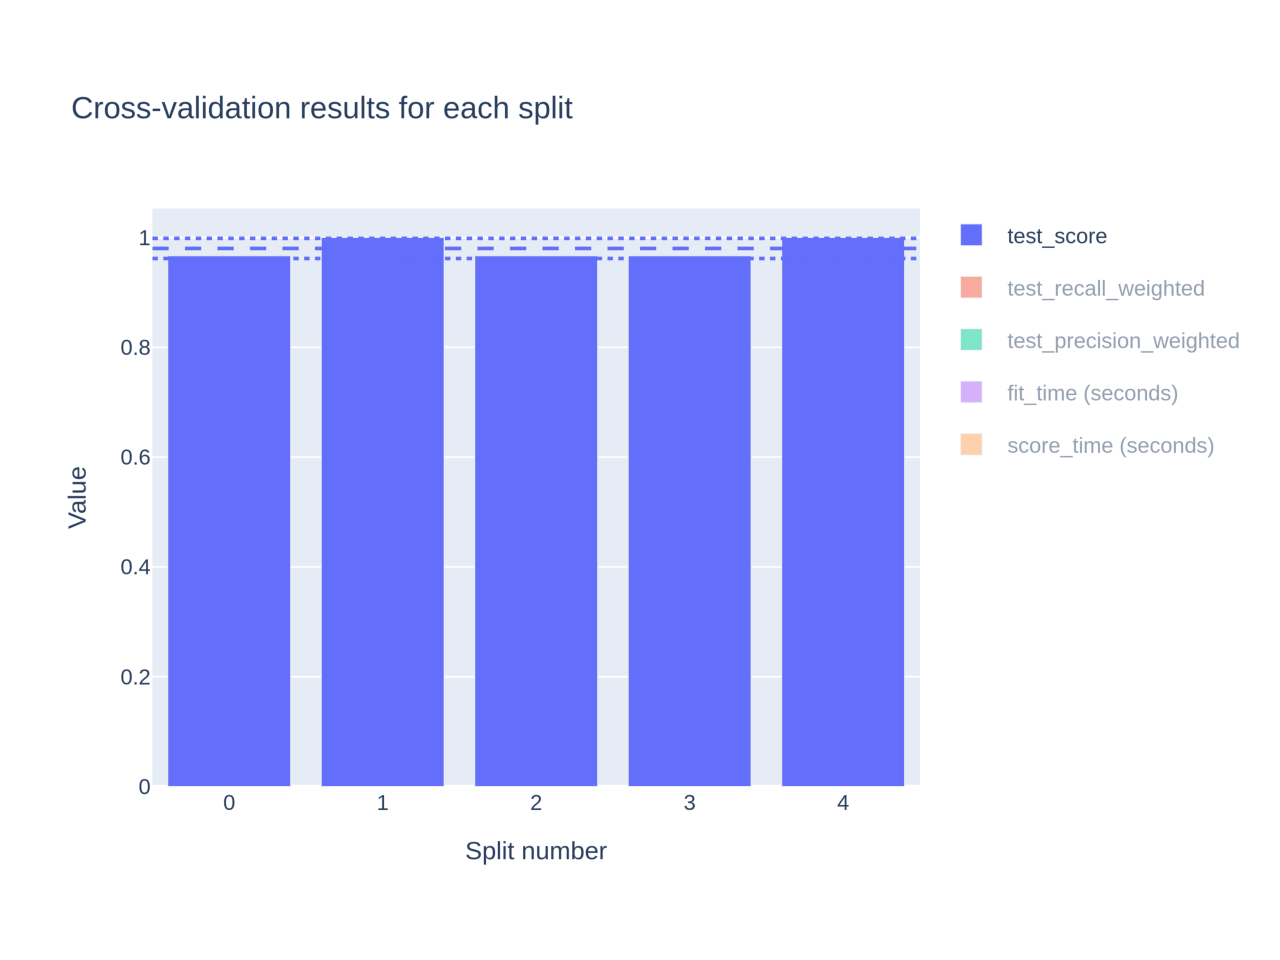 Cross-validation results for each split
1
0.8
0.6
0.4
0.2
0
Value
0 1 2 3 4
Split number
test_score
test_recall_weighted
test_precision_weighted
fit_time (seconds)
score_time (seconds)